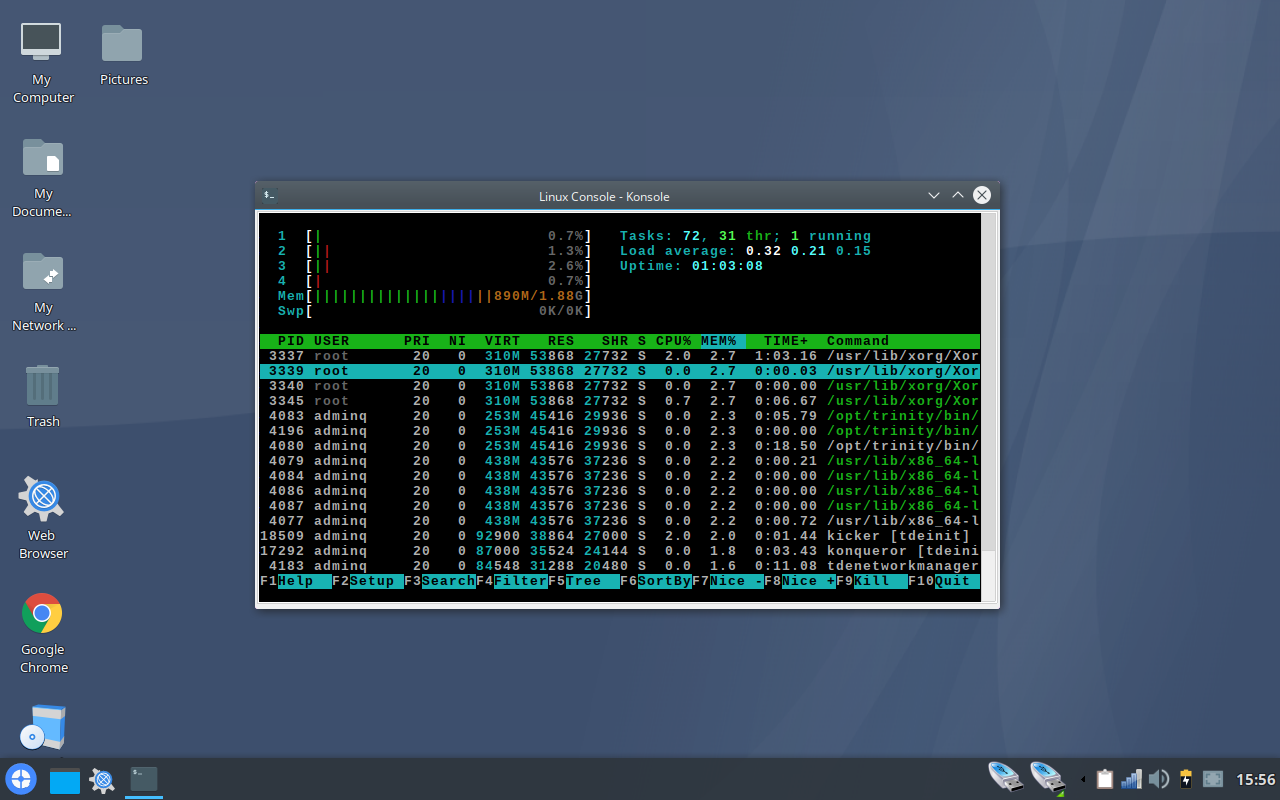 My
Computer
Pictures
My
Docume...
My
Network ...
Trash
Web
Browser
Google
Chrome
Linux Console - Konsole
1 [| 0.7%] Tasks: 72, 31 thr; 1 running
2 [|| 1.3%] Load average: 0.32 0.21 0.15
3 [|| 2.6%] Uptime: 01:03:08
4 [| 0.7%]
Mem[||||||||||||||||||||890M/1.88G]
Swp[ 0K/0K]
PID USER PRI NI VIRT RES SHR S CPU% MEM% TIME+ Command
3337 root 20 0 310M 53868 27732 S 2.0 2.7 1:03.16 /usr/lib/xorg/Xor
3339 root 20 0 310M 53868 27732 S 0.0 2.7 0:00.03 /usr/lib/xorg/Xor
3340 root 20 0 310M 53868 27732 S 0.0 2.7 0:00.00 /usr/lib/xorg/Xor
3345 root 20 0 310M 53868 27732 S 0.7 2.7 0:06.67 /usr/lib/xorg/Xor
4083 adminq 20 0 253M 45416 29936 S 0.0 2.3 0:05.79 /opt/trinity/bin/
4196 adminq 20 0 253M 45416 29936 S 0.0 2.3 0:00.00 /opt/trinity/bin/
4080 adminq 20 0 253M 45416 29936 S 0.0 2.3 0:18.50 /opt/trinity/bin/
4079 adminq 20 0 438M 43576 37236 S 0.0 2.2 0:00.21 /usr/lib/x86_64-l
4084 adminq 20 0 438M 43576 37236 S 0.0 2.2 0:00.00 /usr/lib/x86_64-l
4086 adminq 20 0 438M 43576 37236 S 0.0 2.2 0:00.00 /usr/lib/x86_64-l
4087 adminq 20 0 438M 43576 37236 S 0.0 2.2 0:00.00 /usr/lib/x86_64-l
4077 adminq 20 0 438M 43576 37236 S 0.0 2.2 0:00.72 /usr/lib/x86_64-l
18509 adminq 20 0 92900 38864 27000 S 2.0 2.0 0:01.44 kicker [tdeinit]
17292 adminq 20 0 87000 35524 24144 S 0.0 1.8 0:03.43 konqueror [tdeini
4183 adminq 20 0 84548 31288 20480 S 0.0 1.6 0:11.08 tdenetworkmanager
F1Help F2Setup F3SearchF4FilterF5Tree F6SortByF7Nice -F8Nice +F9Kill F10Quit
15:56